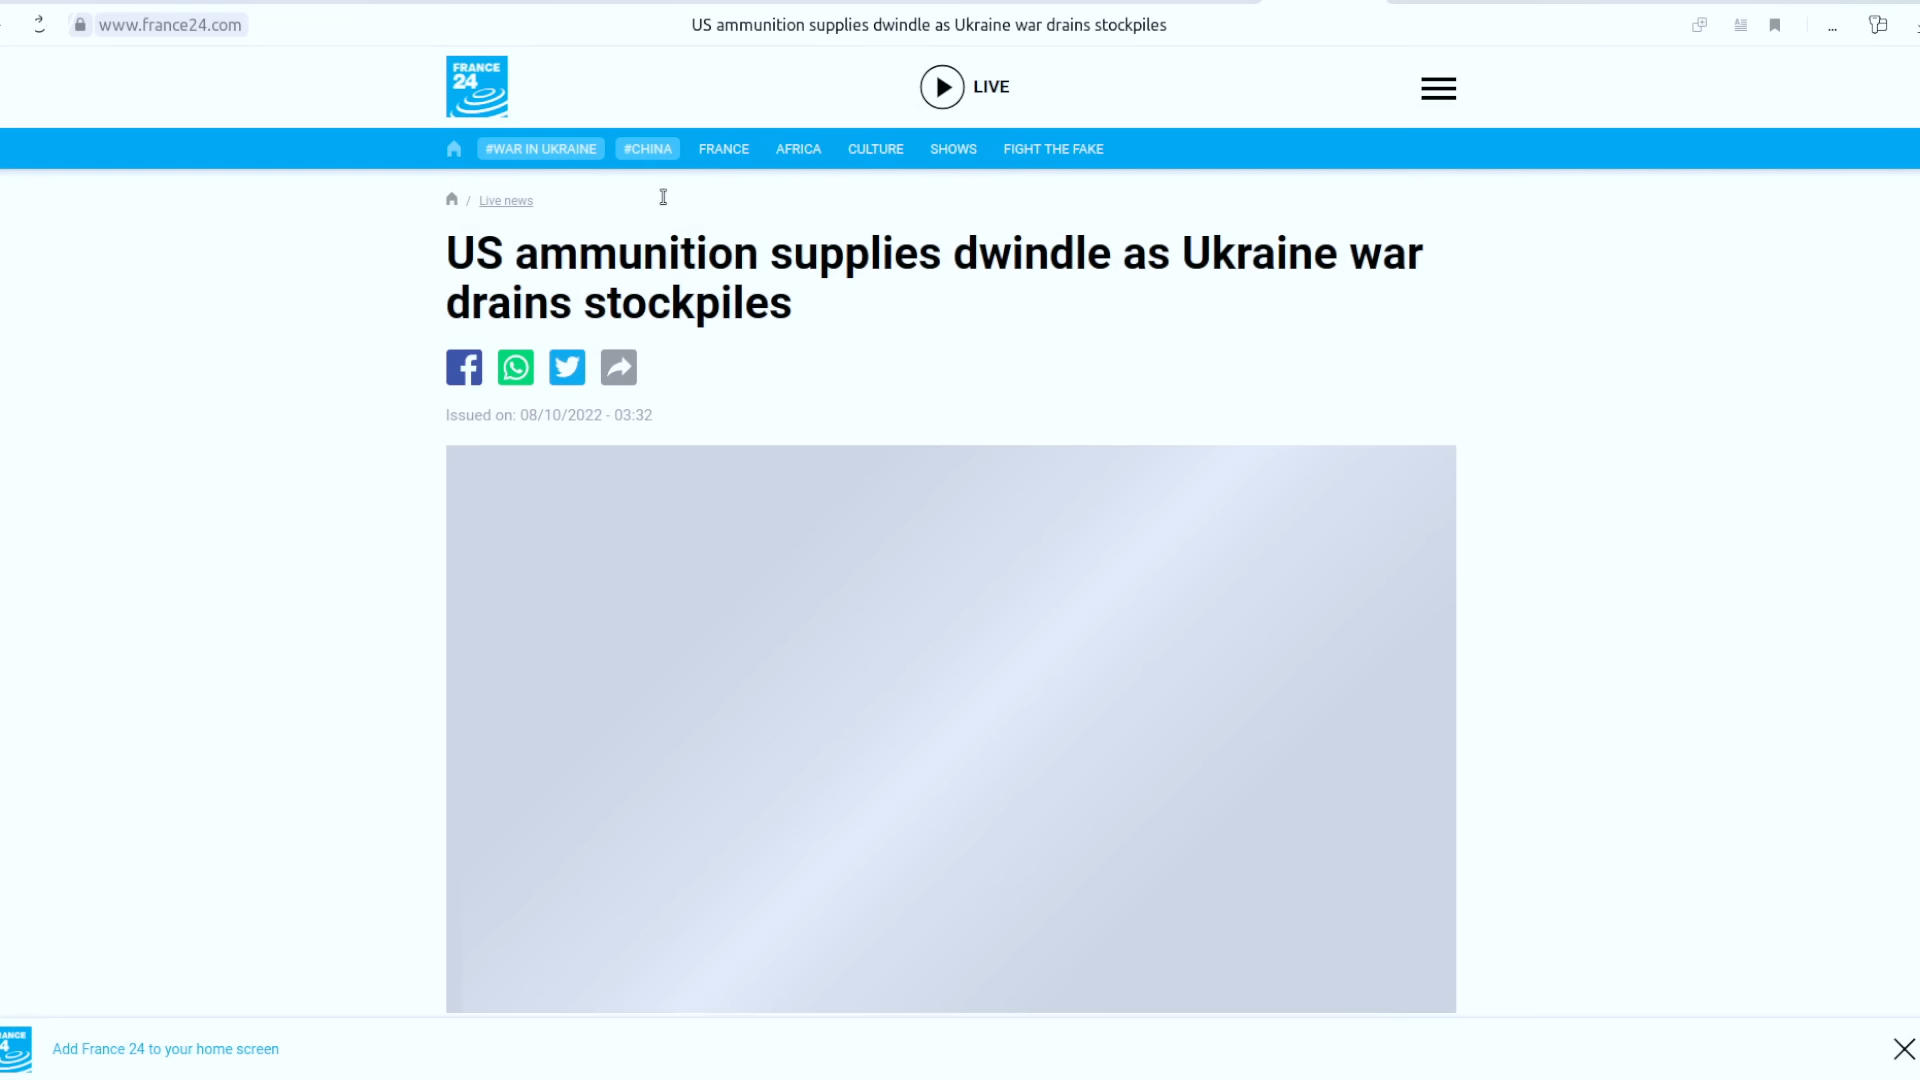 www.france24.com
US ammunition supplies dwindle as Ukraine war drains stockpiles
FRANCE
24
LIVE
#WAR IN UKRAINE #CHINA FRANCE AFRICA CULTURE SHOWS FIGHT THE FAKE
/ Live news
US ammunition supplies dwindle as Ukraine war
drains stockpiles
Issued on: 08/10/2022 - 03:32
Add France 24 to your home screen